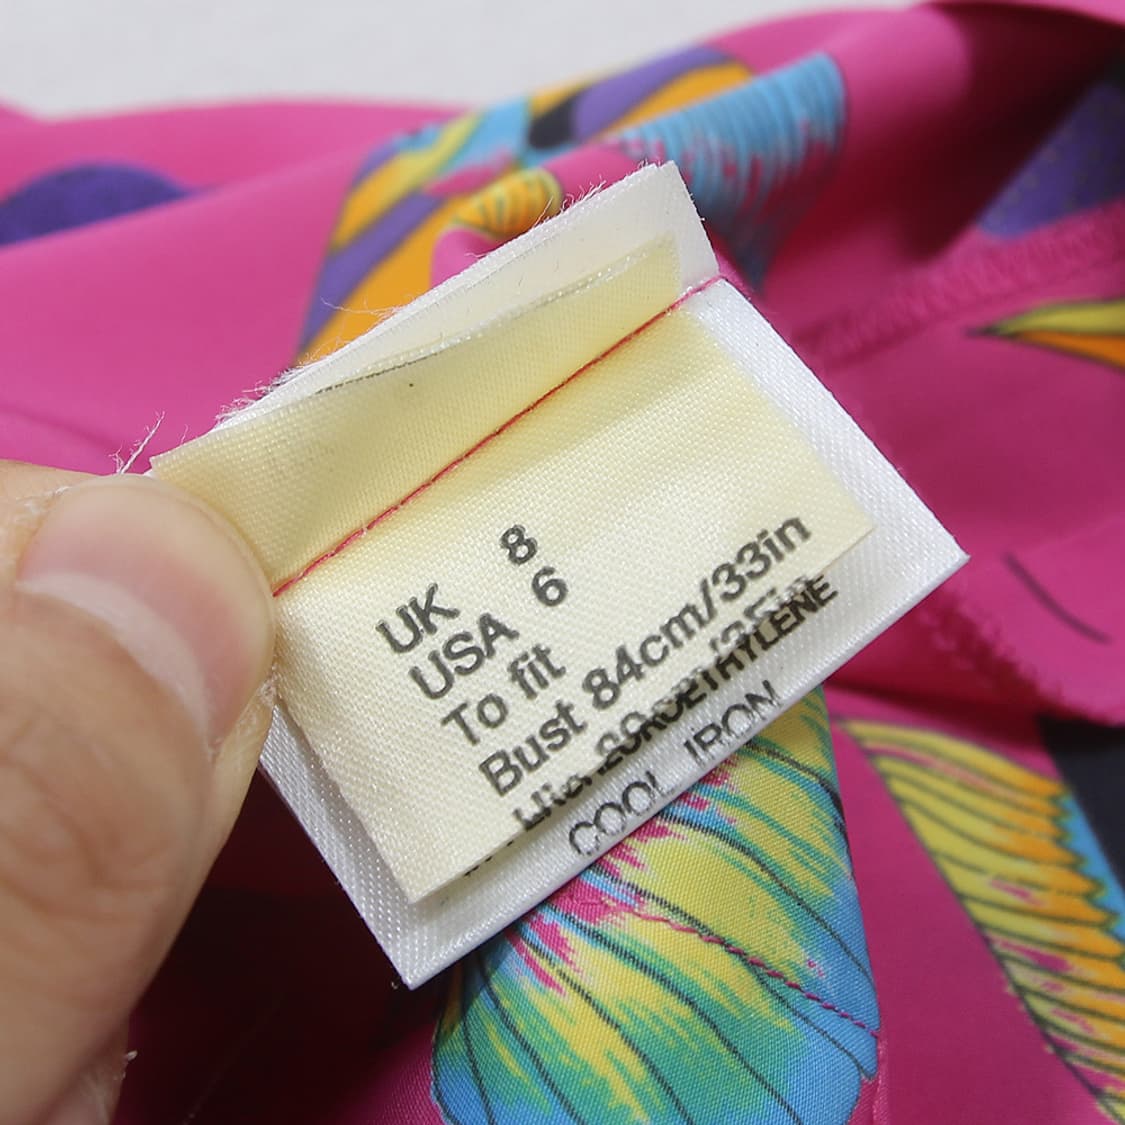 UK 8
USA 6
To fit
Bust 84cm/33in
COOL IRON